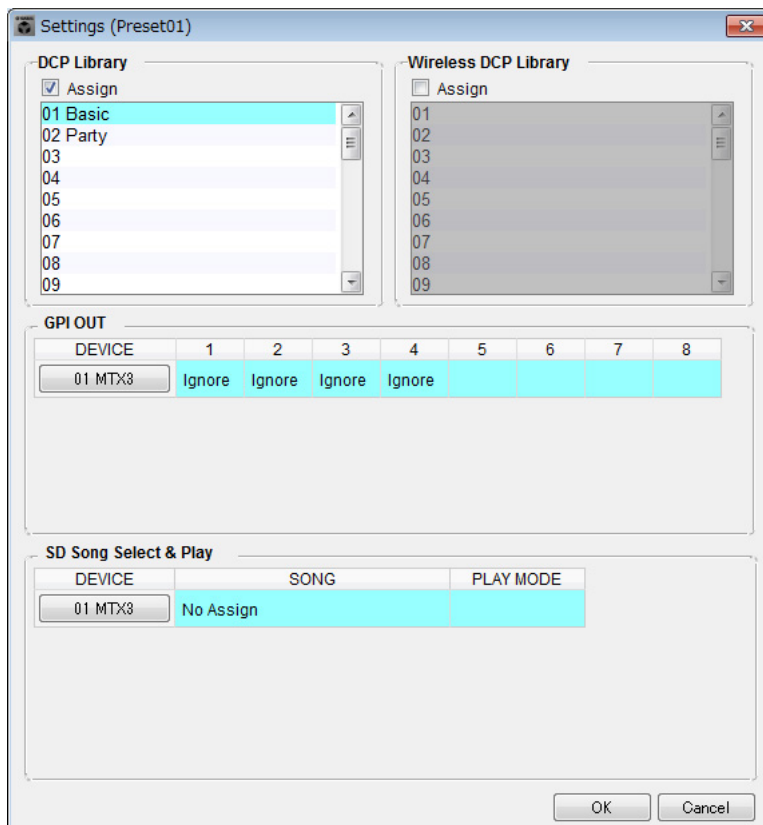 Settings (Preset01)
DCP Library
Assign
01 Basic
02 Party
03
04
05
06
07
08
09
Wireless DCP Library
Assign
01
02
03
04
05
06
07
08
09
GPI OUT
DEVICE 1 2 3 4 5 6 7 8
01 MTX3 Ignore Ignore Ignore Ignore
SD Song Select & Play
DEVICE SONG PLAY MODE
01 MTX3 No Assign
OK Cancel